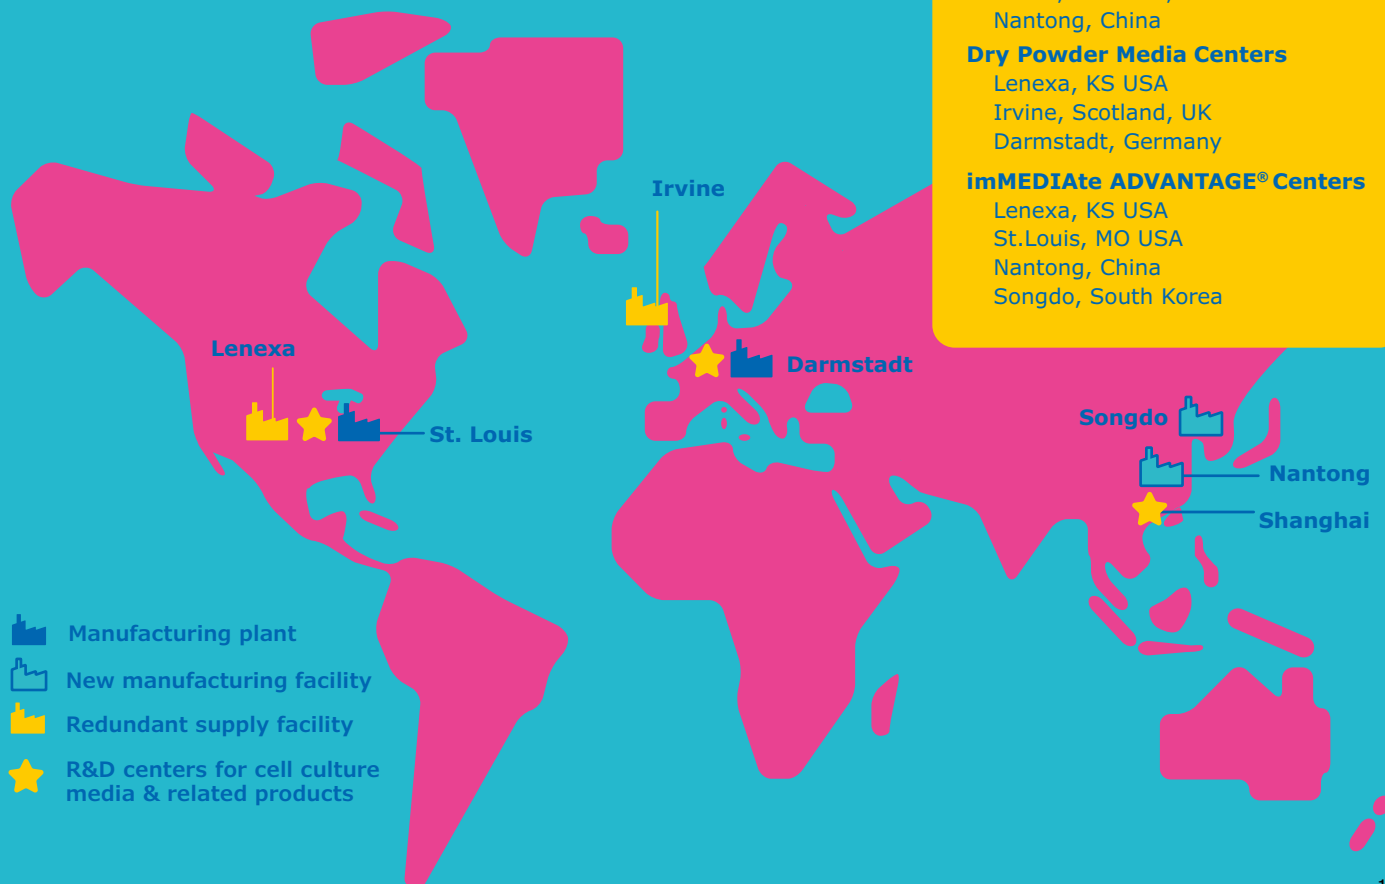 Nantong, China
Dry Powder Media Centers
Lenexa, KS USA
Irvine, Scotland, UK
Darmstadt, Germany
imMEDIAte ADVANTAGE® Centers
Lenexa, KS USA
St.Louis, MO USA
Nantong, China
Songdo, South Korea
Irvine
Lenexa
Darmstadt
St. Louis
Songdo
Nantong
Shanghai
Manufacturing plant
New manufacturing facility
Redundant supply facility
R&D centers for cell culture
media & related products